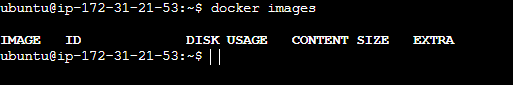 ubuntu@ip-172-31-21-53:~$ docker images
IMAGE   ID             DISK USAGE   CONTENT SIZE   EXTRA
ubuntu@ip-172-31-21-53:~$